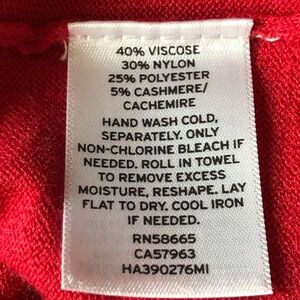 40% VISCOSE
30% NYLON
25% POLYESTER
5% CASHMERE/
CACHEMIRE
HAND WASH COLD,
SEPARATELY. ONLY
NON-CHLORINE BLEACH IF
NEEDED. ROLL IN TOWEL
TO REMOVE EXCESS
MOISTURE, RESHAPE. LAY
FLAT TO DRY. COOL IRON
IF NEEDED.
RN58665
CA57963
HA390276MI